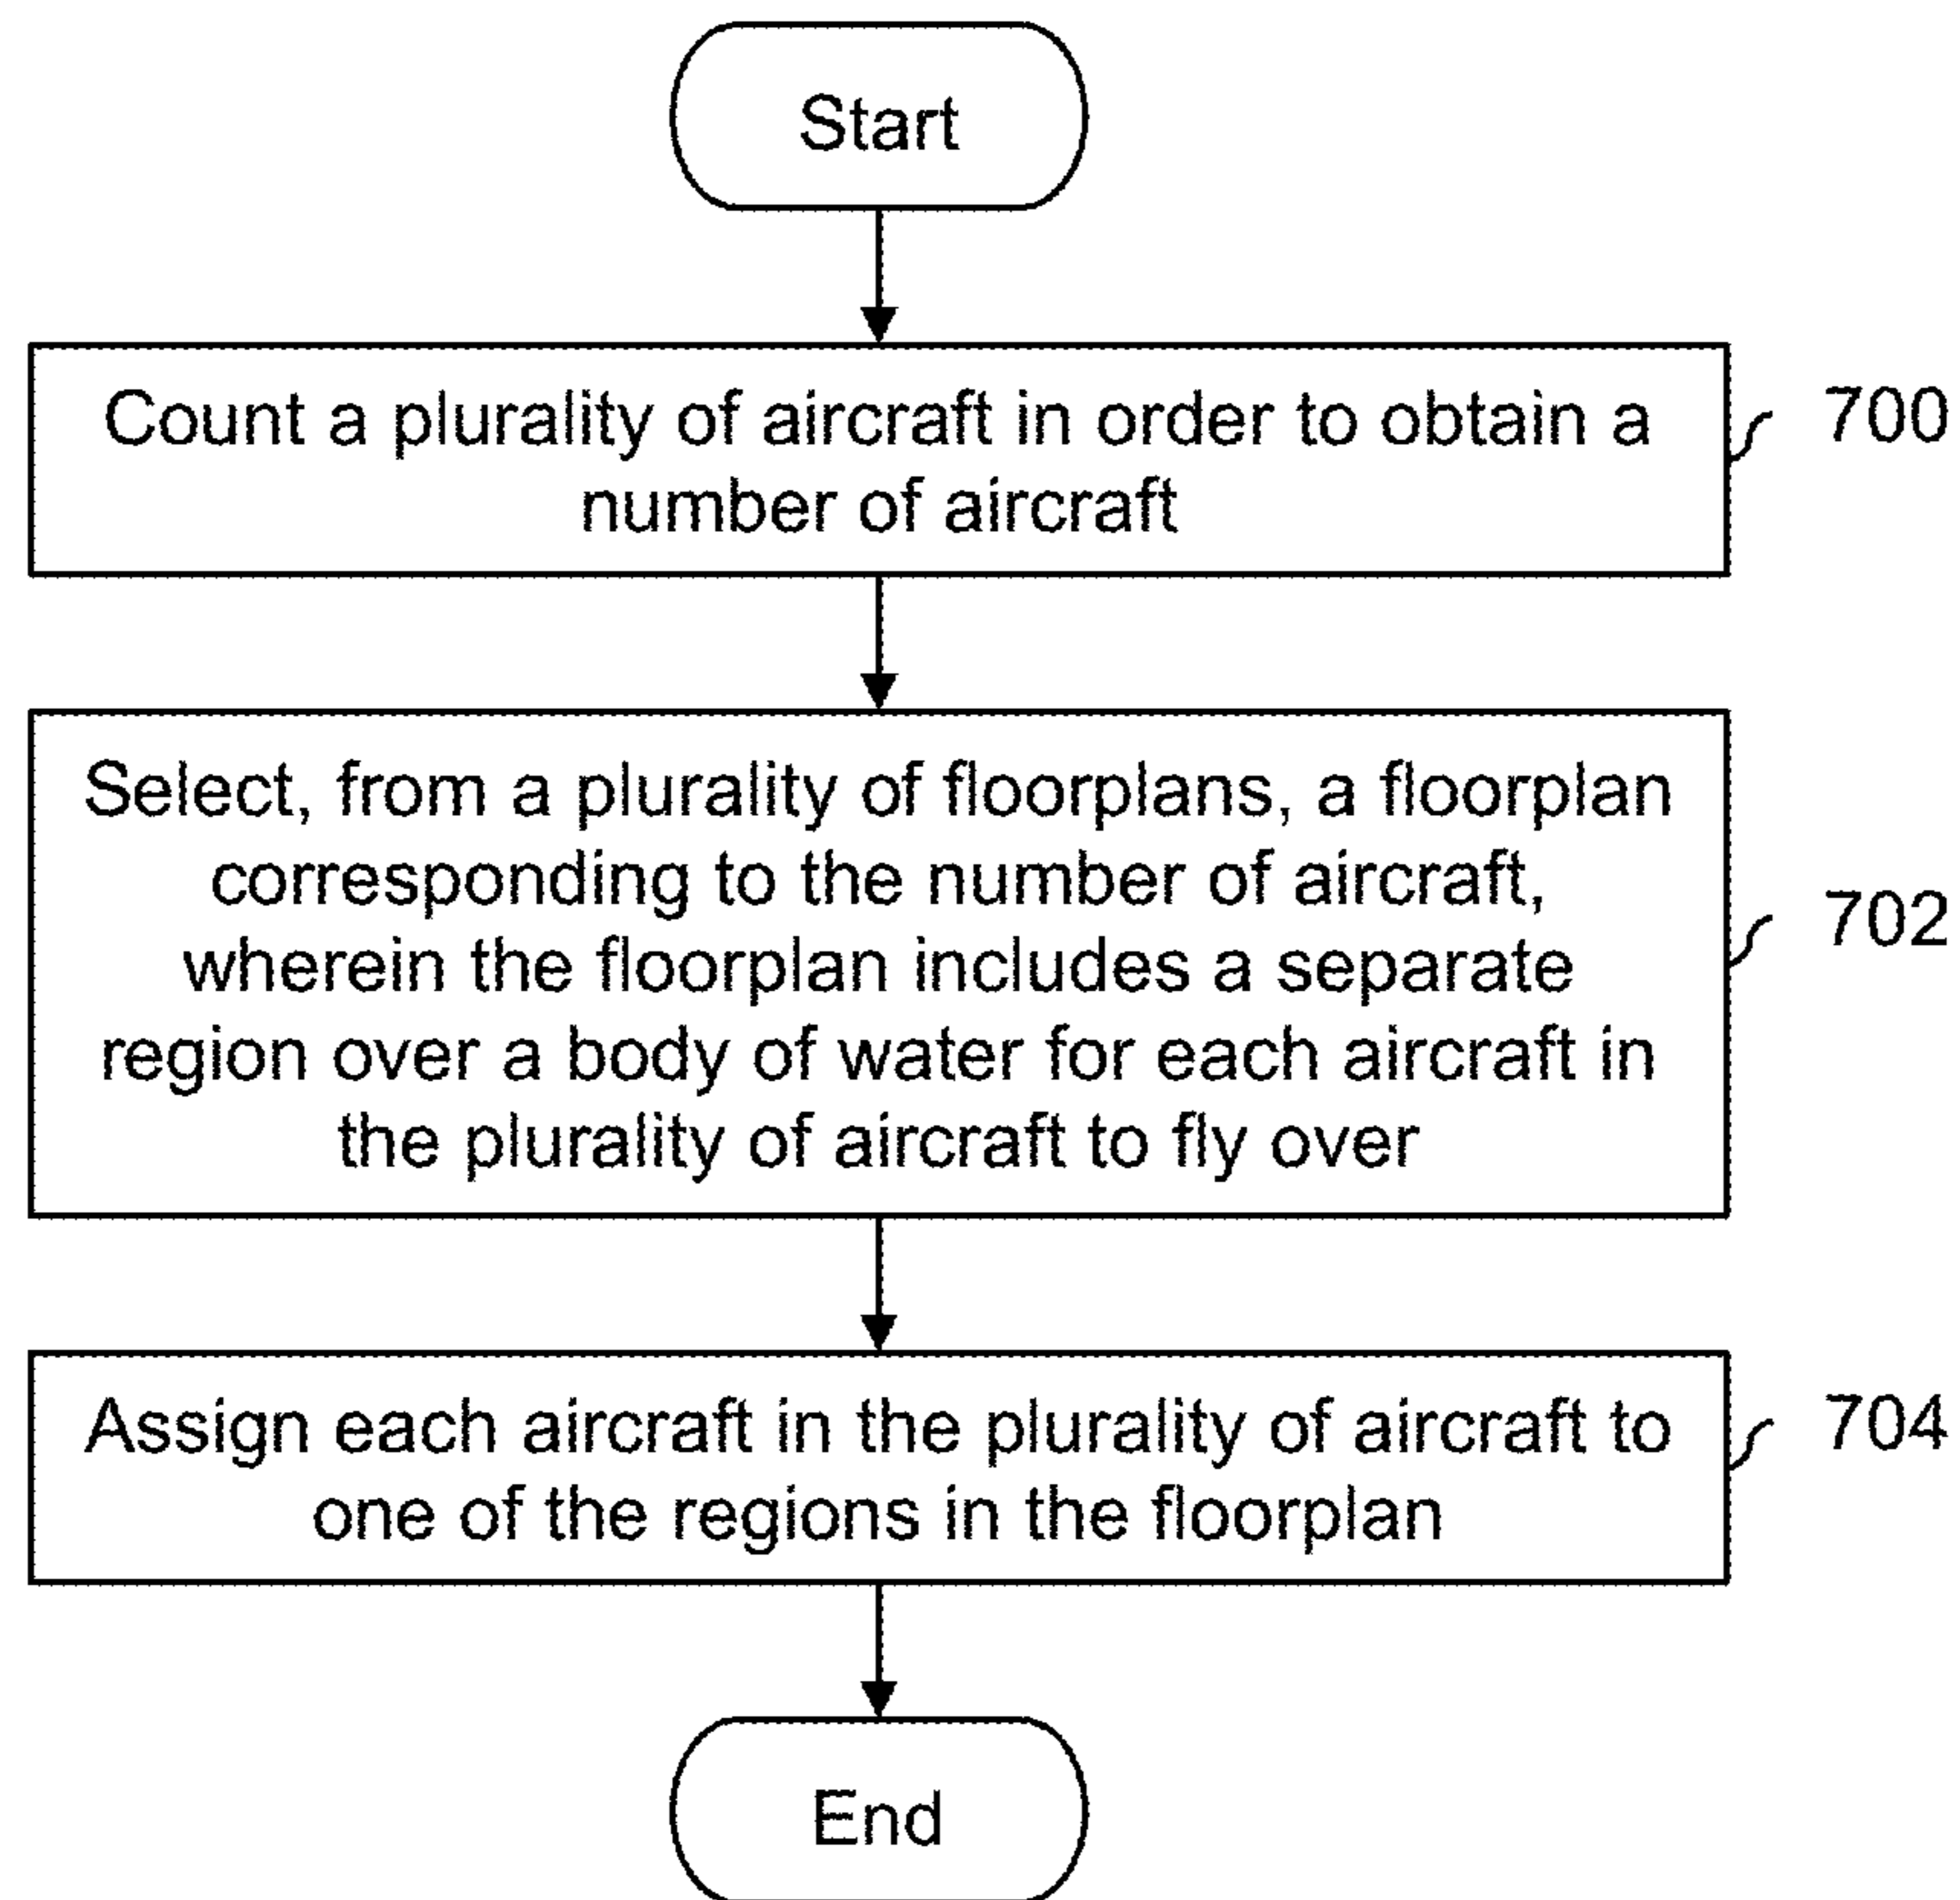 Start
Count a plurality of aircraft in order to obtain a
number of aircraft
700
Select, from a plurality of floorplans, a floorplan
corresponding to the number of aircraft,
wherein the floorplan includes a separate
region over a body of water for each aircraft in
the plurality of aircraft to fly over
702
Assign each aircraft in the plurality of aircraft to
one of the regions in the floorplan
704
End